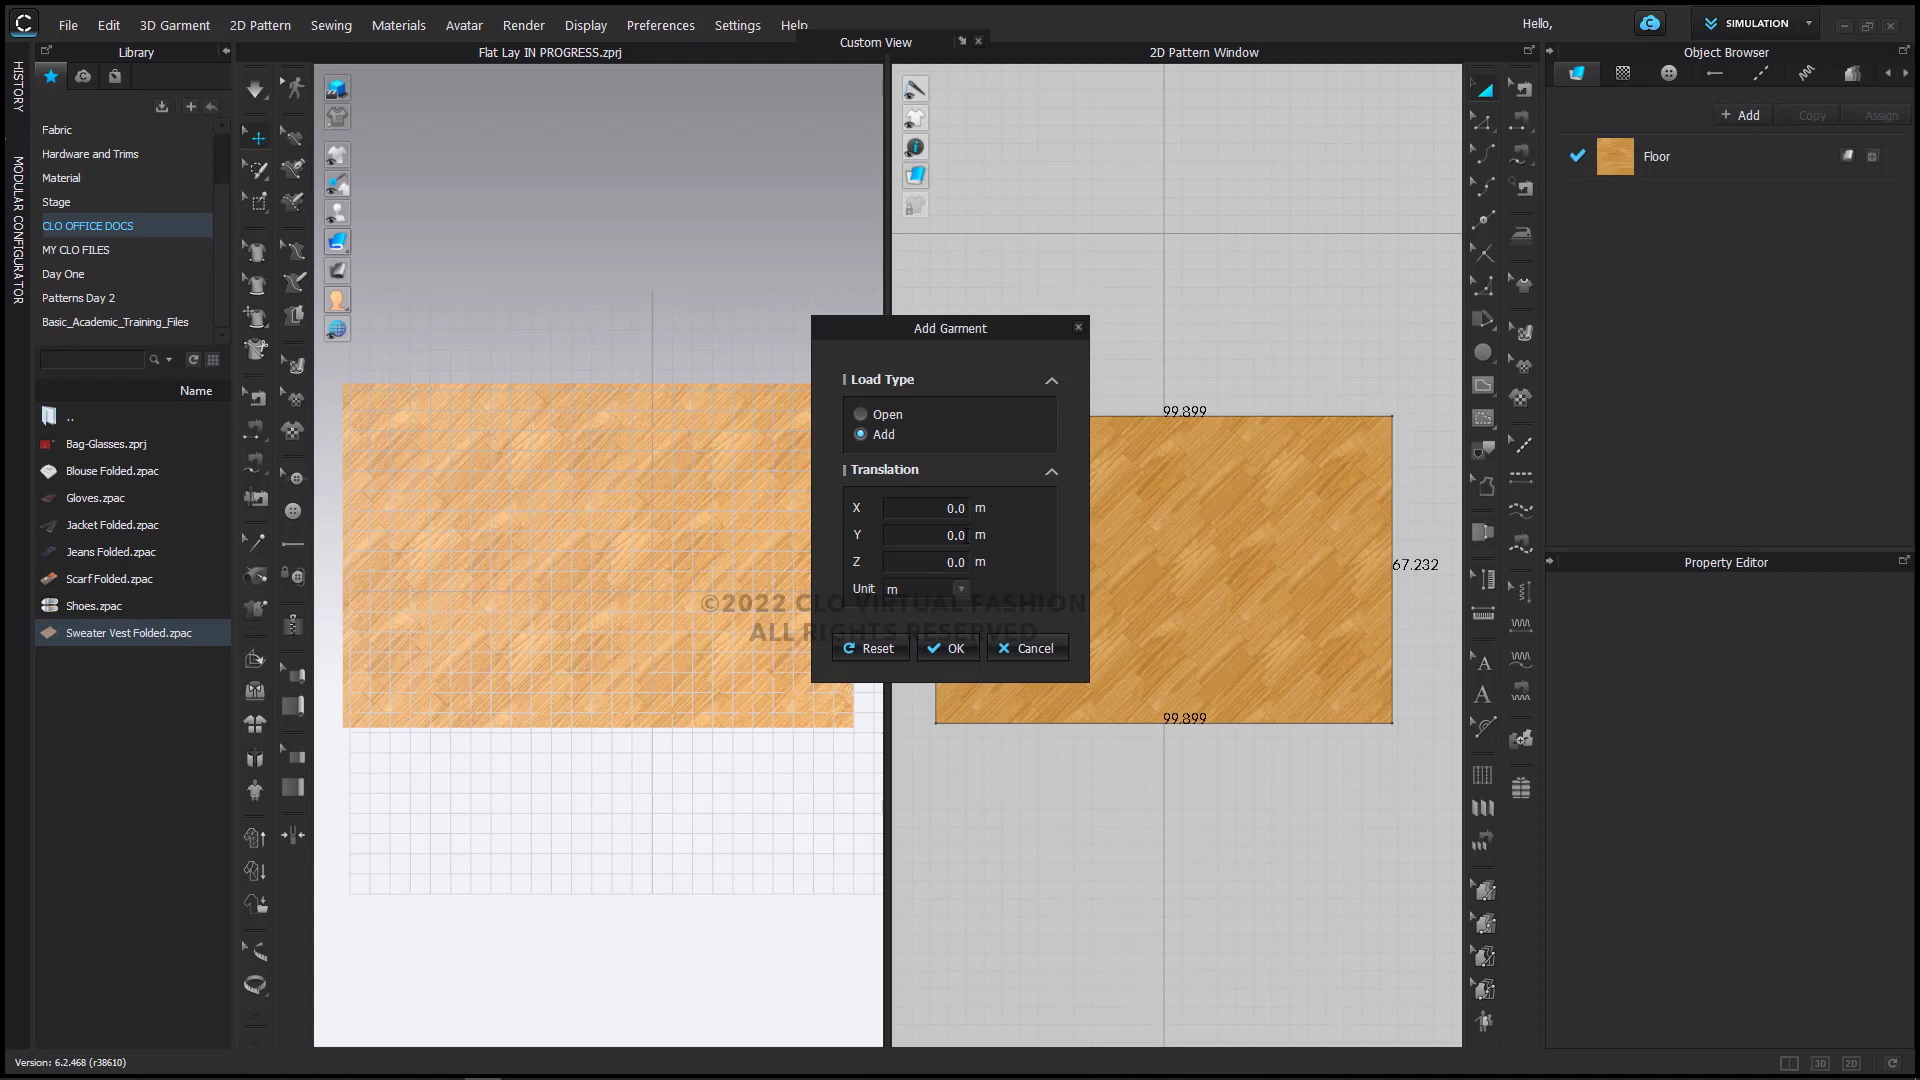 File Edit 3D Garment 2D Pattern Sewing Materials Avatar Render Display Preferences Settings Help
Hello,
SIMULATION
Library
Flat Lay IN PROGRESS.zprj
Custom View
2D Pattern Window
Object Browser
HISTORY
MODULAR CONFIGURATOR
Fabric
Hardware and Trims
Material
Stage
CLO OFFICE DOCS
MY CLO FILES
Day One
Patterns Day 2
Basic_Academic_Training_Files
Name
..
Bag-Glasses.zprj
Blouse Folded.zpac
Gloves.zpac
Jacket Folded.zpac
Jeans Folded.zpac
Scarf Folded.zpac
Shoes.zpac
Sweater Vest Folded.zpac
Add Garment
Load Type
Open
Add
Translation
X 0.0 m
Y 0.0 m
Z 0.0 m
Unit m
©2022 CLO VIRTUAL FASHION
ALL RIGHTS RESERVED
Reset OK Cancel
99.899
67.232
99.899
+ Add Copy Assign
Floor
Property Editor
Version: 6.2.468 (r38610)
3D 2D